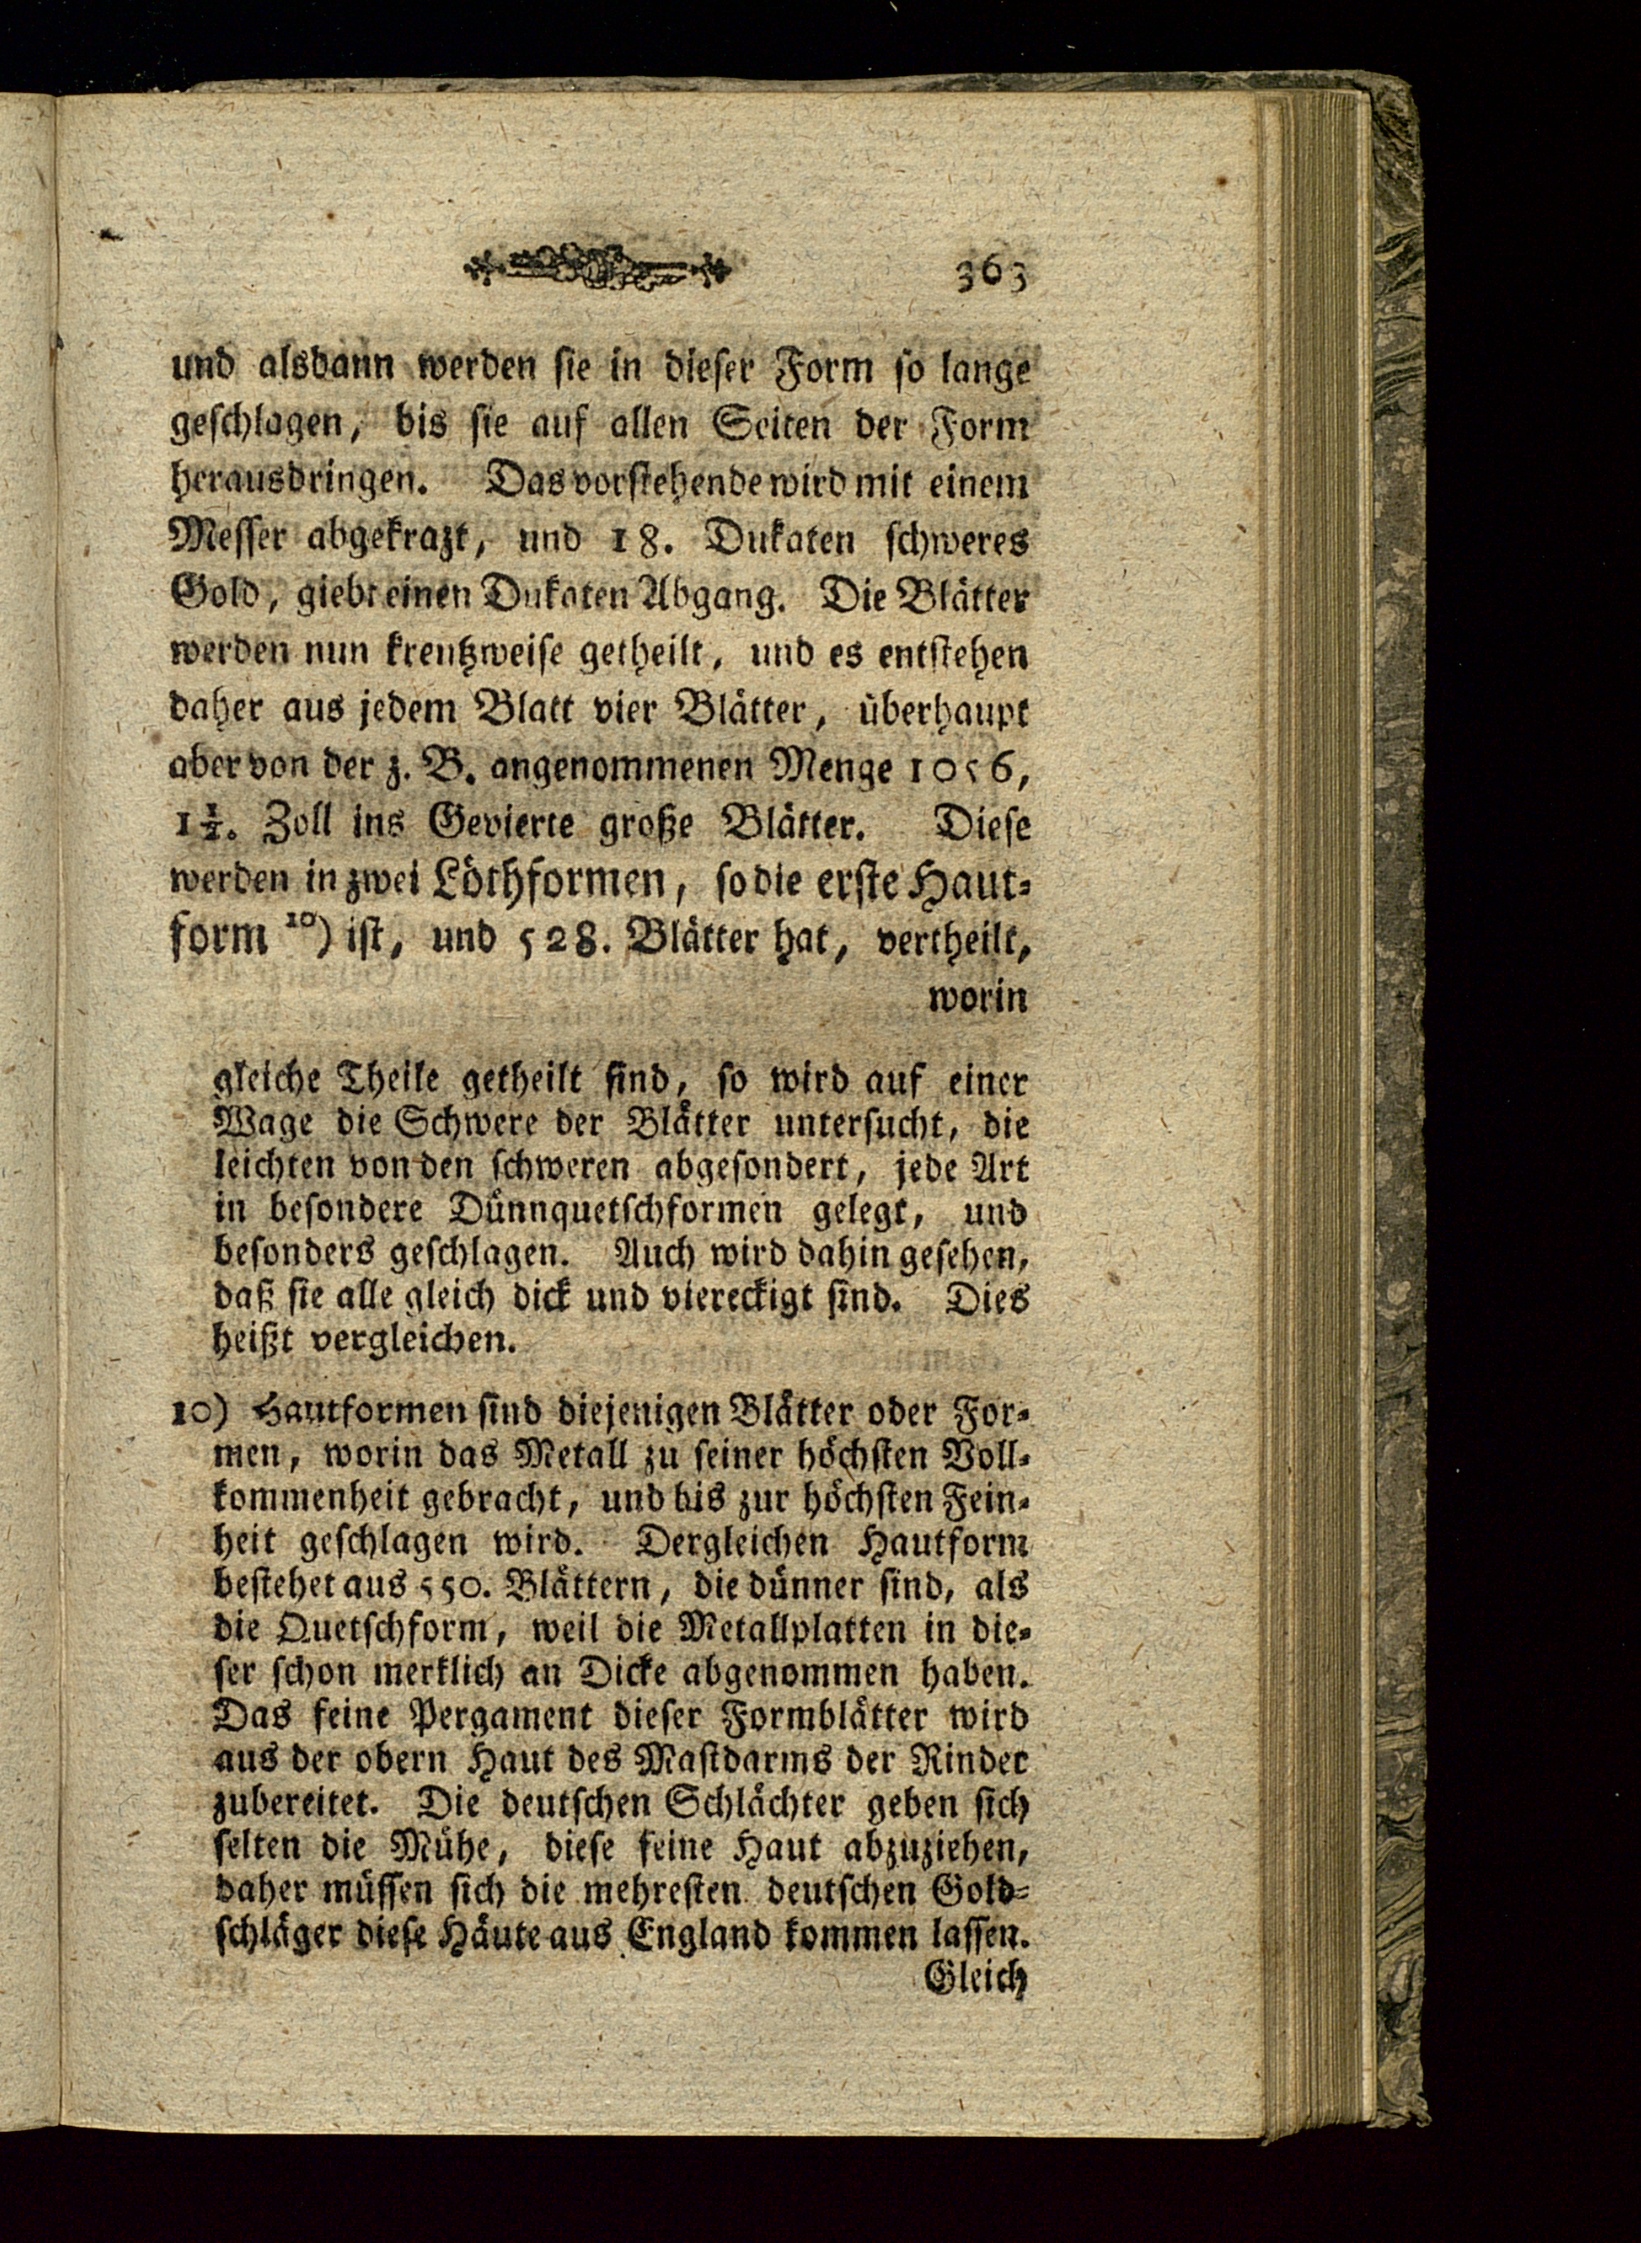 363
und alsdann werden sie in dieser Form so lange
geschlagen, bis sie auf allen Seiten der Form
herausdringen. Das vorstehende wird mit einem
Messer abgekrazt, und 18. Dukaten schweres
Gold, giebt einen Dukaten Abgang. Die Blätter
werden nun kreutzweise getheilt, und es entstehen
daher aus jedem Blatt vier Blätter, überhaupt
aber von der z. B. angenommenen Menge 1056,
1½. Zoll ins Gevierte große Blätter. Diese
werden in zwei Löthformen, so die erste Haut-
form ¹⁰) ist, und 528. Blätter hat, vertheilt,
worin
gleiche Theile getheilt sind, so wird auf einer
Wage die Schwere der Blätter untersucht, die
leichten von den schweren abgesondert, jede Art
in besondere Dünnquetschformen gelegt, und
besonders geschlagen. Auch wird dahin gesehen,
daß sie alle gleich dick und viereckigt sind. Dies
heißt vergleichen.
10) Hautformen sind diejenigen Blätter oder For-
men, worin das Metall zu seiner höchsten Voll-
kommenheit gebracht, und bis zur höchsten Fein-
heit geschlagen wird. Dergleichen Hautform
bestehet aus 550. Blättern, die dünner sind, als
die Quetschform, weil die Metallplatten in die-
ser schon merklich an Dicke abgenommen haben.
Das feine Pergament dieser Formblätter wird
aus der obern Haut des Mastdarms der Rinder
zubereitet. Die deutschen Schlächter geben sich
selten die Mühe, diese feine Haut abzuziehen,
daher müssen sich die mehresten deutschen Gold-
schläger diese Häute aus England kommen lassen.
Gleich